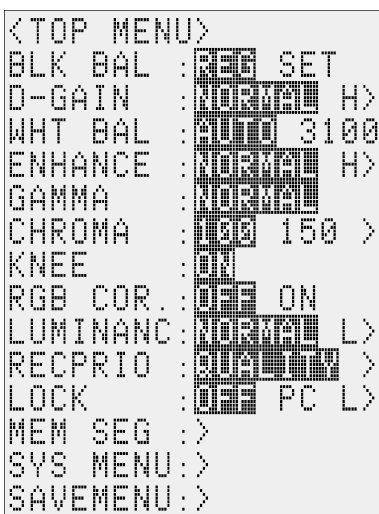 <TOP MENU>
BLK BAL :REG SET
D-GAIN :NORMAL H>
WHT BAL :AUTO 3100
ENHANCE :NORMAL H>
GAMMA :NORMAL
CHROMA :100 150 >
KNEE :ON
RGB COR.:OFF ON
LUMINANC:NORMAL L>
RECPRIO :QUALITY >
LOCK :OFF PC L>
MEM SEG :>
SYS MENU:>
SAVEMENU:>